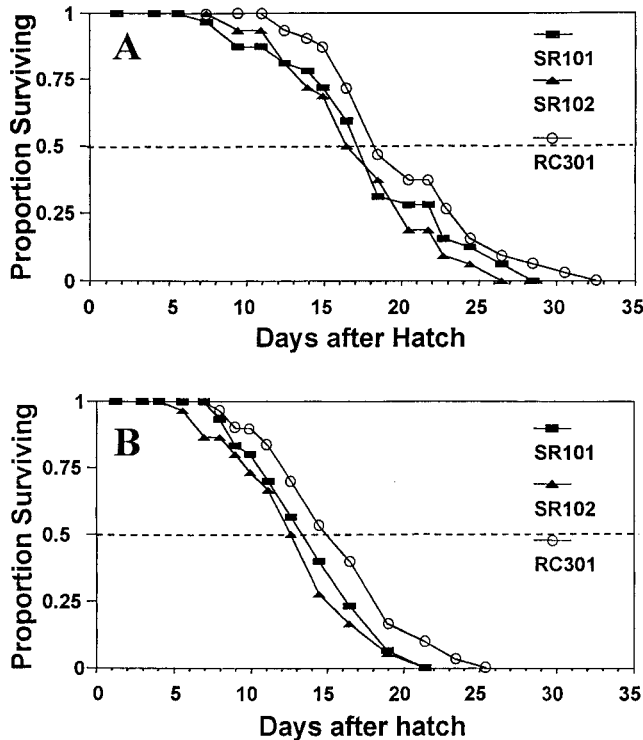 A
Proportion Surviving
1
0.75
0.5
0.25
0
SR101
SR102
RC301
0 5 10 15 20 25 30 35
Days after Hatch
B
Proportion Surviving
1
0.75
0.5
0.25
0
SR101
SR102
RC301
0 5 10 15 20 25 30 35
Days after hatch